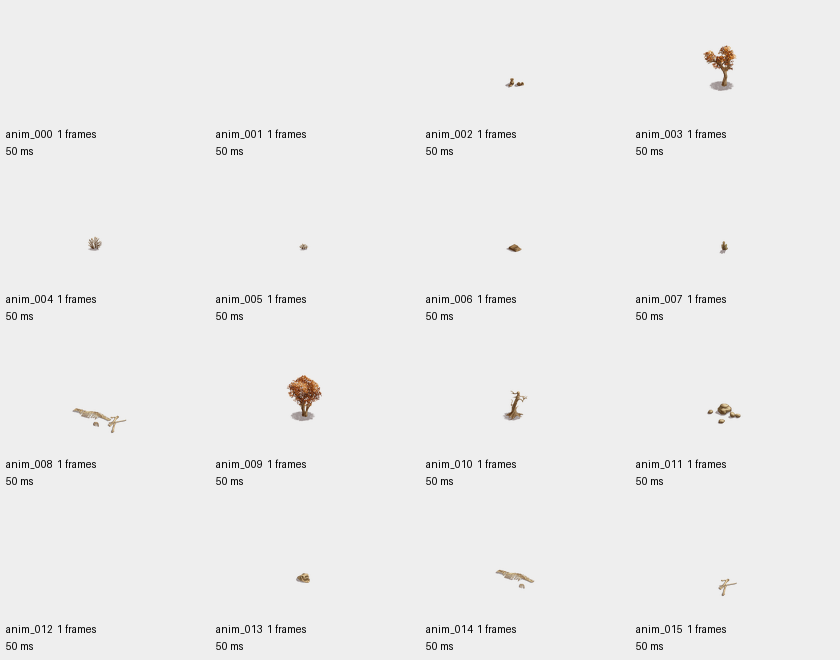 anim_000 1 frames
50 ms
anim_001 1 frames
50 ms
anim_002 1 frames
50 ms
anim_003 1 frames
50 ms
anim_004 1 frames
50 ms
anim_005 1 frames
50 ms
anim_006 1 frames
50 ms
anim_007 1 frames
50 ms
anim_008 1 frames
50 ms
anim_009 1 frames
50 ms
anim_010 1 frames
50 ms
anim_011 1 frames
50 ms
anim_012 1 frames
50 ms
anim_013 1 frames
50 ms
anim_014 1 frames
50 ms
anim_015 1 frames
50 ms